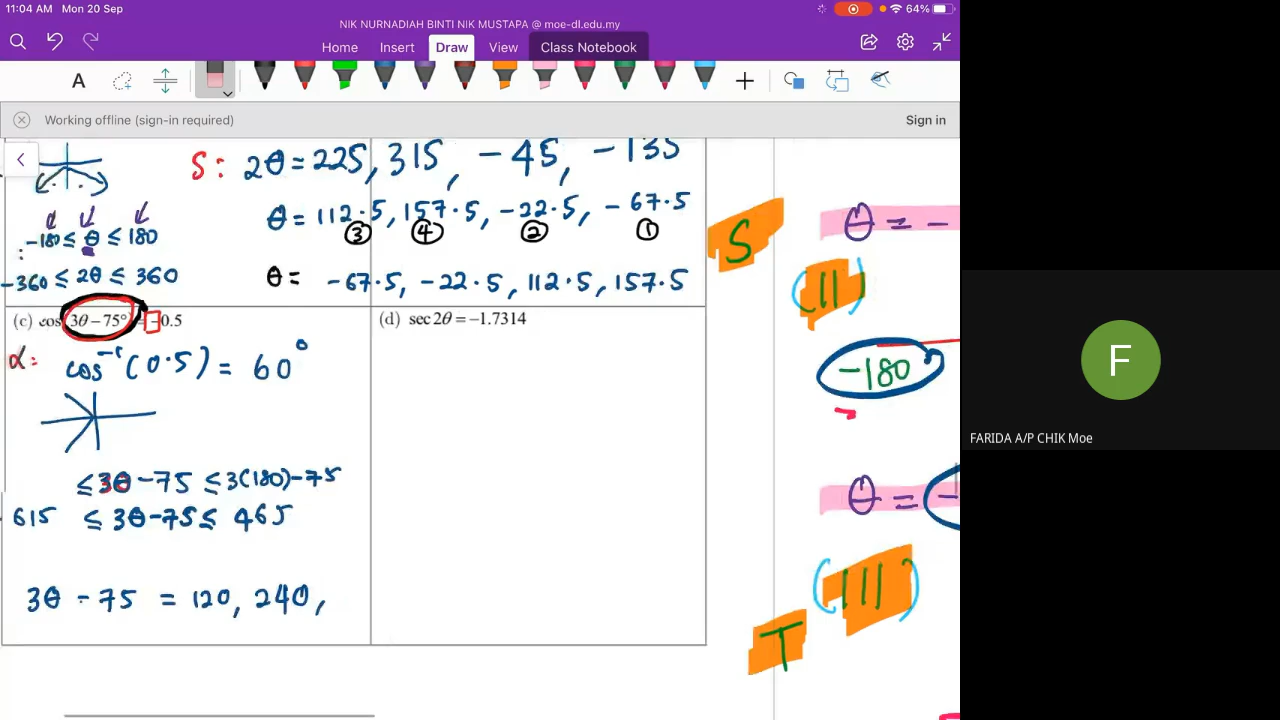 11:04 AM Mon 20 Sep
64%
NIK NURNADIAH BINTI NIK MUSTAPA @ moe-dl.edu.my
Home Insert Draw View Class Notebook
A
Working offline (sign-in required) Sign in
S: 2θ = 225, 315, -45, -135
θ = 112.5, 157.5, -22.5, -67.5
3 4 2 1
-180 ≤ θ ≤ 180
-360 ≤ 2θ ≤ 360
θ = -67.5, -22.5, 112.5, 157.5
(c) cos(3θ – 75°) = –0.5
α: cos⁻¹(0.5) = 60°
≤ 3θ - 75 ≤ 3(180) - 75
615 ≤ 3θ - 75 ≤ 465
3θ - 75 = 120, 240,
(d) sec 2θ = –1.7314
S
θ = -
(II)
-180
θ = -
(III)
T
F
FARIDA A/P CHIK Moe